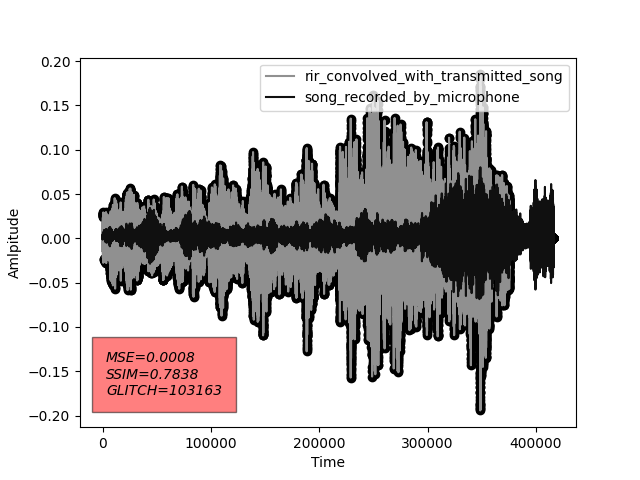 rir_convolved_with_transmitted_song
song_recorded_by_microphone
0.20
0.15
0.10
0.05
0.00
−0.05
−0.10
−0.15
−0.20
Amlpitude
MSE=0.0008
SSIM=0.7838
GLITCH=103163
0 100000 200000 300000 400000
Time